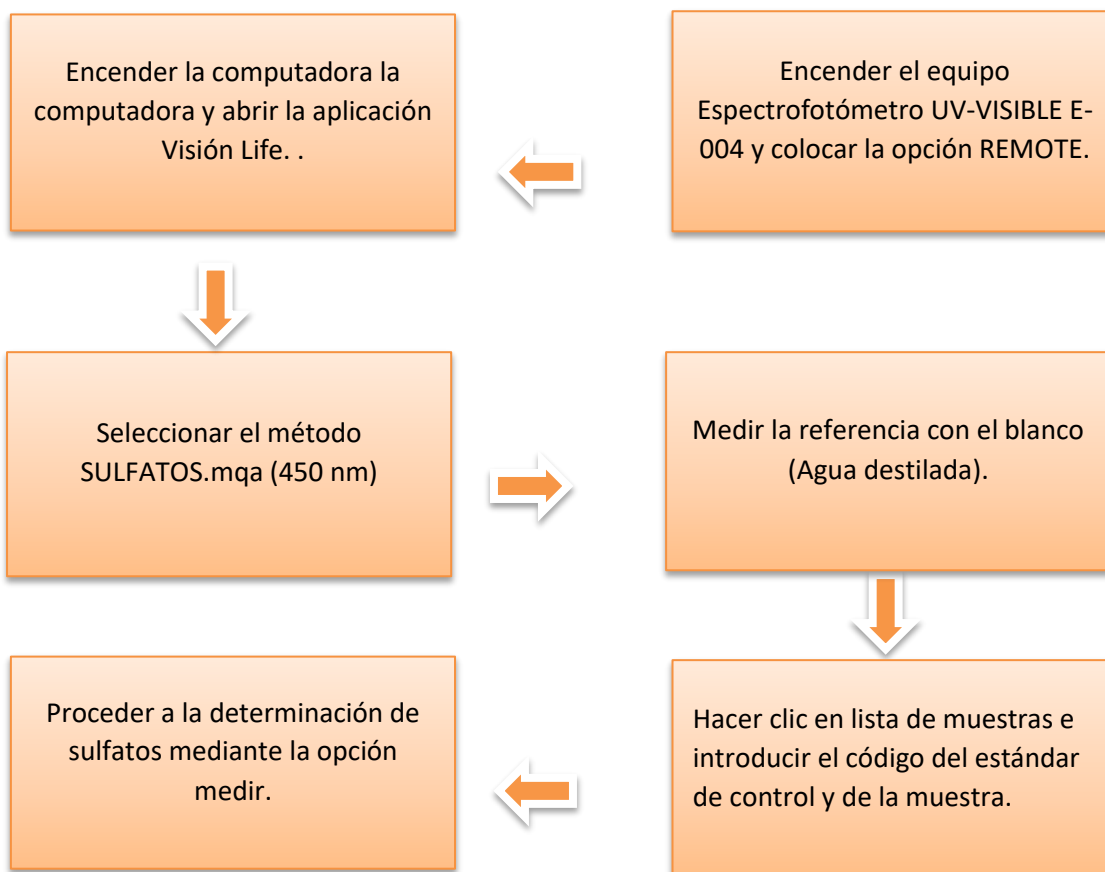 Encender la computadora la
computadora y abrir la aplicación
Visión Life. .
Encender el equipo
Espectrofotómetro UV-VISIBLE E-
004 y colocar la opción REMOTE.
Seleccionar el método
SULFATOS.mqa (450 nm)
Medir la referencia con el blanco
(Agua destilada).
Proceder a la determinación de
sulfatos mediante la opción
medir.
Hacer clic en lista de muestras e
introducir el código del estándar
de control y de la muestra.